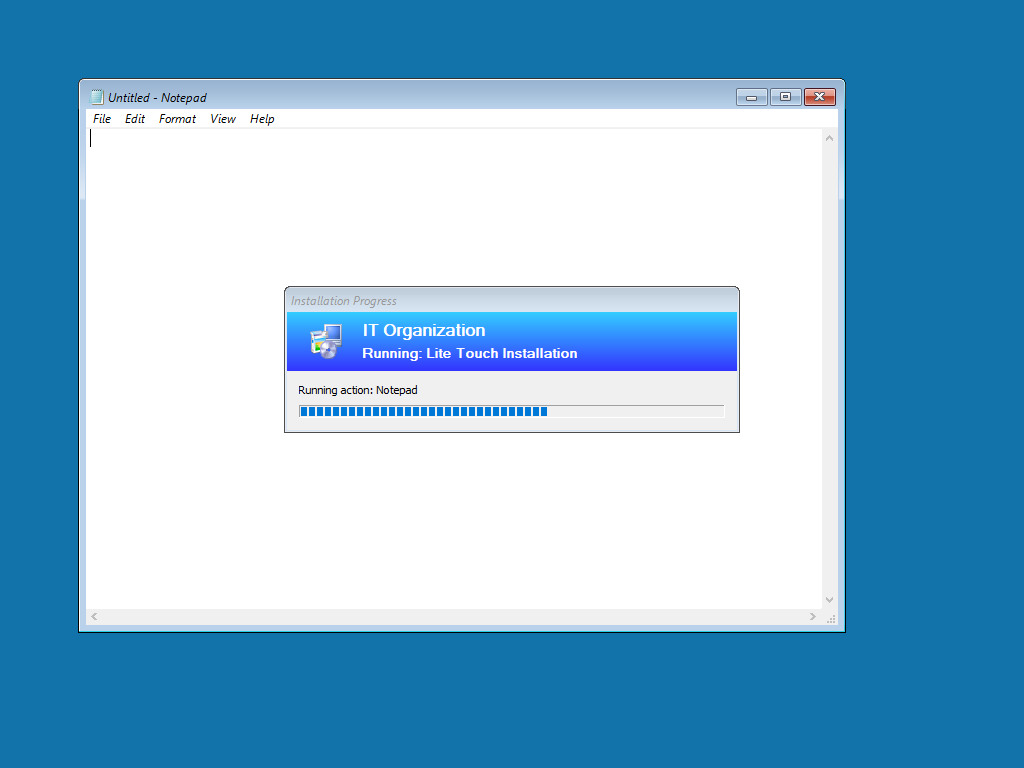 Untitled - Notepad
File Edit Format View Help
Installation Progress
IT Organization
Running: Lite Touch Installation
Running action: Notepad